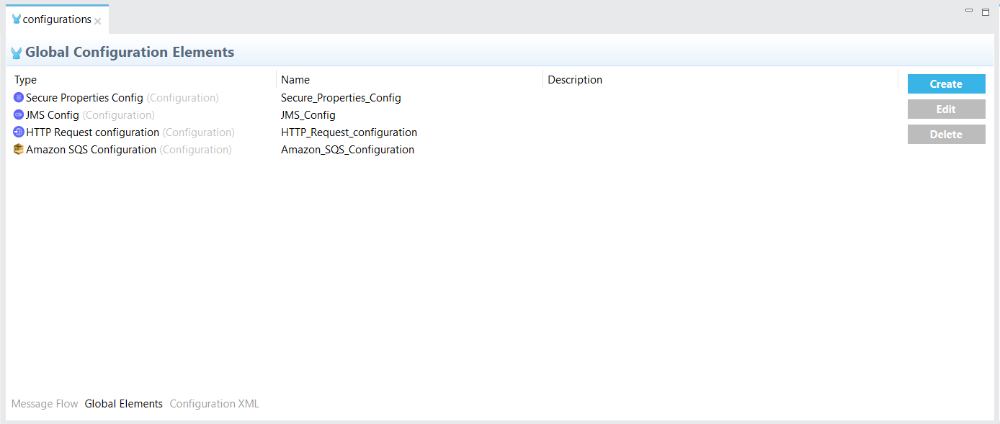 configurations
Global Configuration Elements
Type Name Description
Secure Properties Config (Configuration) Secure_Properties_Config
JMS Config (Configuration) JMS_Config
HTTP Request configuration (Configuration) HTTP_Request_configuration
Amazon SQS Configuration (Configuration) Amazon_SQS_Configuration
Create
Edit
Delete
Message Flow Global Elements Configuration XML